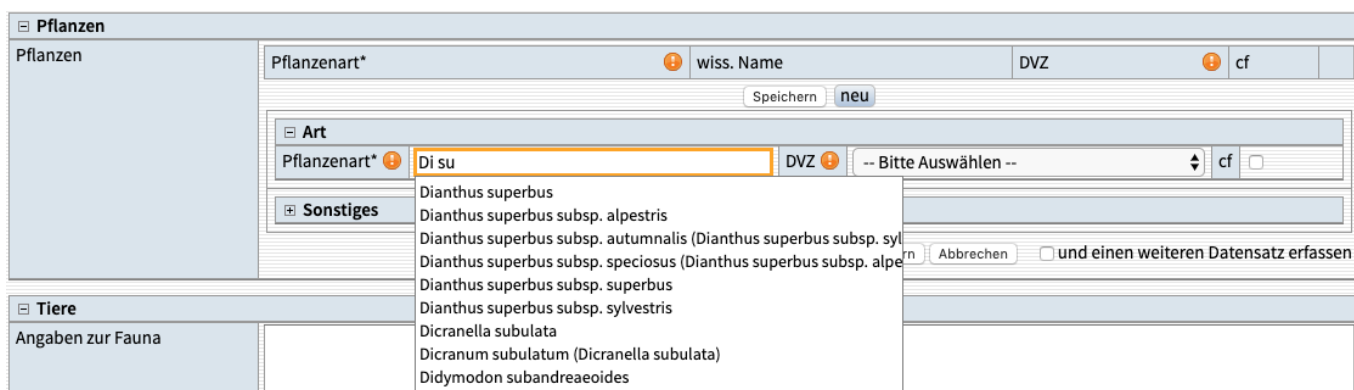 Pflanzen
Pflanzen
Pflanzenart* wiss. Name DVZ cf
Speichern neu
Art
Pflanzenart* Di su DVZ -- Bitte Auswählen -- cf
Dianthus superbus
Sonstiges
Dianthus superbus subsp. alpestris
Dianthus superbus subsp. autumnalis (Dianthus superbus subsp. syl
Dianthus superbus subsp. speciosus (Dianthus superbus subsp. alpe
rn Abbrechen und einen weiteren Datensatz erfassen
Dianthus superbus subsp. superbus
Tiere
Dianthus superbus subsp. sylvestris
Angaben zur Fauna
Dicranella subulata
Dicranum subulatum (Dicranella subulata)
Didymodon subandreaeoides